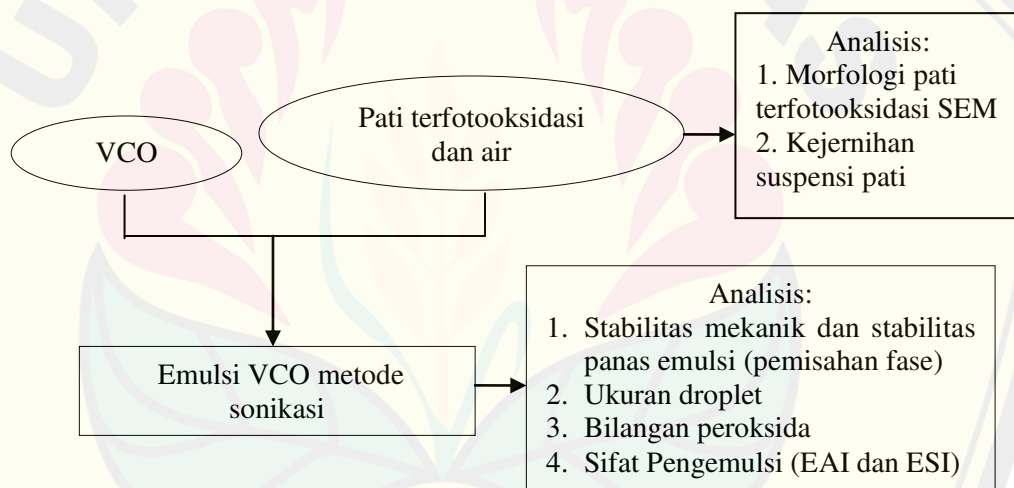 Analisis:
1. Morfologi pati
terfotooksidasi SEM
2. Kejernihan
suspensi pati
Pati terfotooksidasi
dan air
VCO
Emulsi VCO metode
sonikasi
Analisis:
1. Stabilitas mekanik dan stabilitas
panas emulsi (pemisahan fase)
2. Ukuran droplet
3. Bilangan peroksida
4. Sifat Pengemulsi (EAI dan ESI)